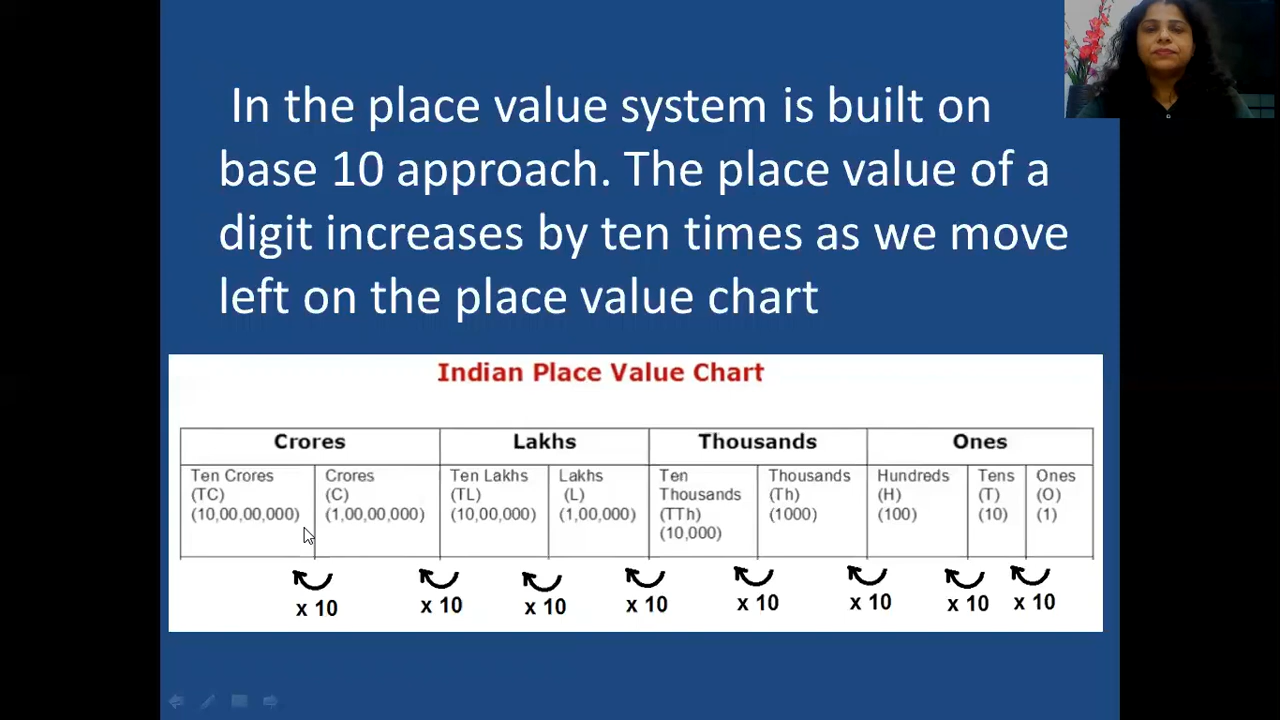 In the place value system is built on
base 10 approach. The place value of a
digit increases by ten times as we move
left on the place value chart
Indian Place Value Chart
Crores Lakhs Thousands Ones
Ten Crores
(TC)
(10,00,00,000)
Crores
(C)
(1,00,00,000)
Ten Lakhs
(TL)
(10,00,000)
Lakhs
(L)
(1,00,000)
Ten
Thousands
(TTh)
(10,000)
Thousands
(Th)
(1000)
Hundreds
(H)
(100)
Tens
(T)
(10)
Ones
(O)
(1)
x 10 x 10 x 10 x 10 x 10 x 10 x 10 x 10